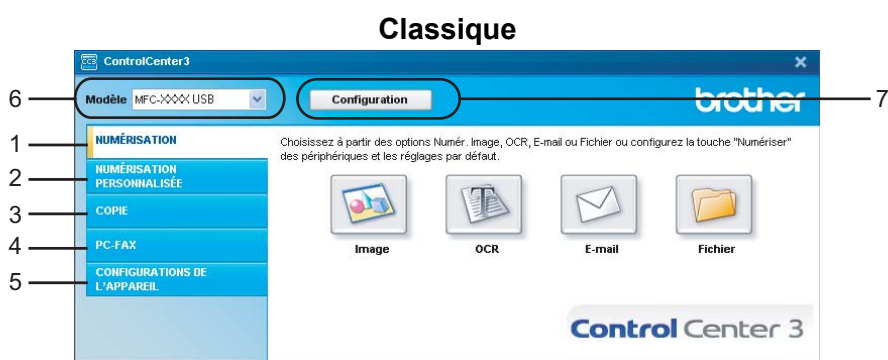 Classique
ControlCenter3
6
Modèle MFC-XXXX USB
Configuration
brother
7
1
NUMÉRISATION
Choisissez à partir des options Numér. Image, OCR, E-mail ou Fichier ou configurez la touche "Numériser"
des périphériques et les réglages par défaut.
2
NUMÉRISATION
PERSONNALISÉE
3
COPIE
4
PC-FAX
5
CONFIGURATIONS DE
L'APPAREIL
Image
OCR
E-mail
Fichier
Control Center 3